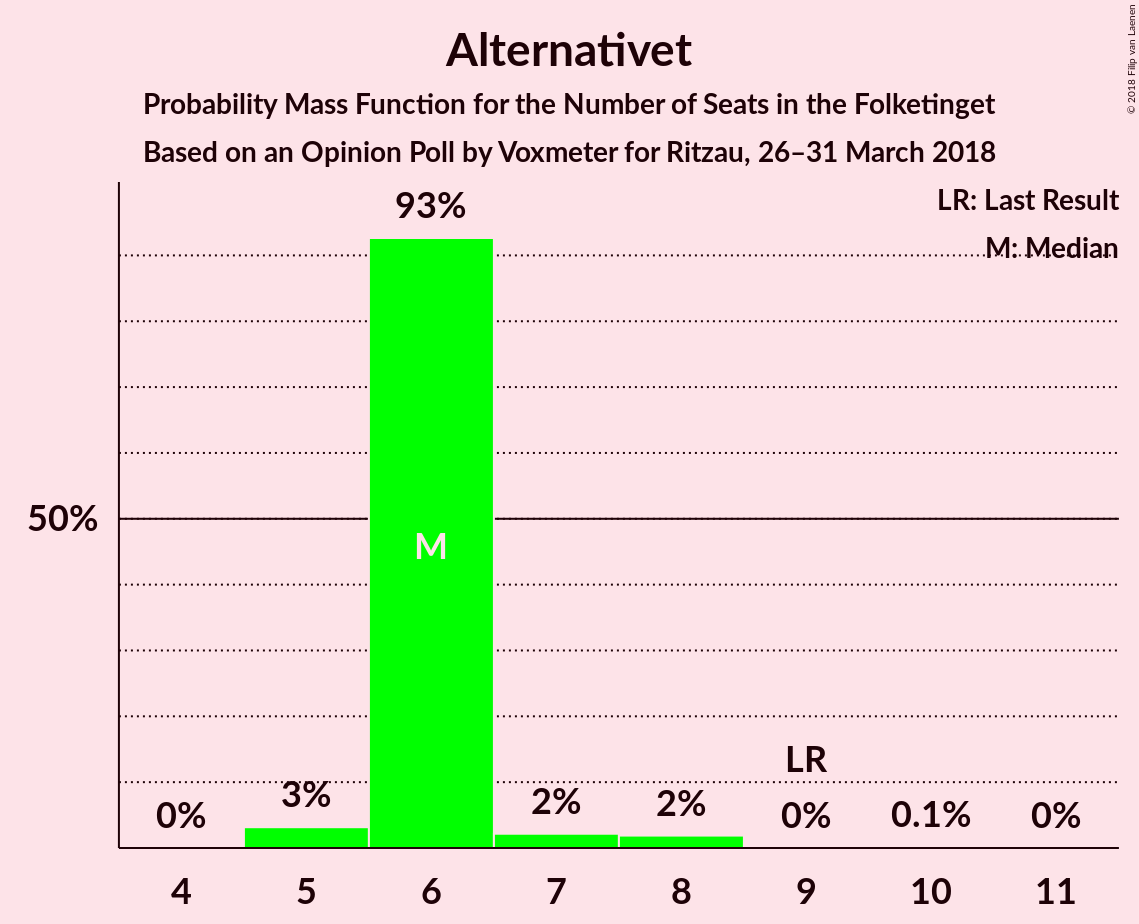 Alternativet
Probability Mass Function for the Number of Seats in the Folketinget
Based on an Opinion Poll by Voxmeter for Ritzau, 26–31 March 2018
© 2018 Filip van Laenen
LR: Last Result
M: Median
93%
50%
M
LR
0%
3%
2%
2%
0%
0.1%
0%
4
5
6
7
8
9
10
11